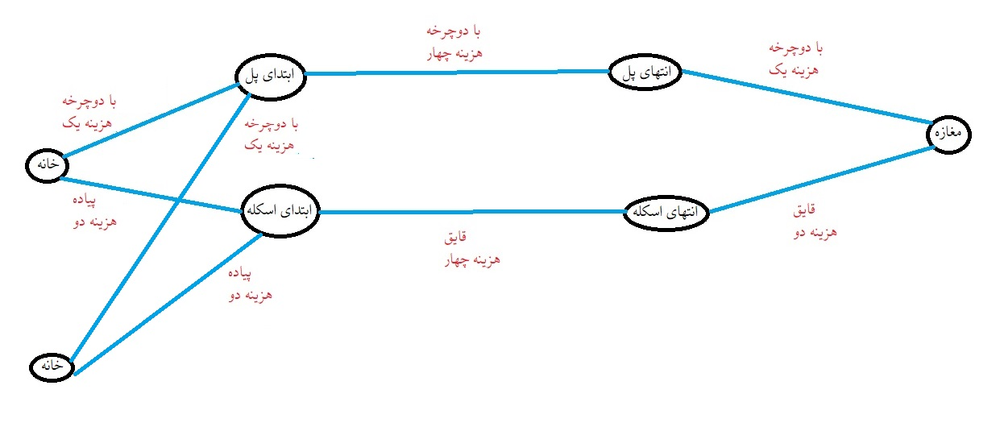 با دوچرخه
هزینه چهار
با دوچرخه
هزینه یک
ابتدای پل
انتهای پل
با دوچرخه
هزینه یک
با دوچرخه
هزینه یک
مغازه
خانه
پیاده
هزینه دو
ابتدای اسکله
انتهای اسکله
قایق
هزینه دو
قایق
هزینه چهار
پیاده
هزینه دو
خانه